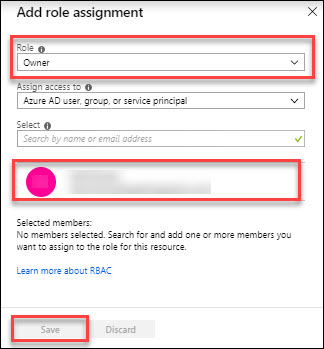 Add role assignment
Role
Owner
Assign access to
Azure AD user, group, or service principal
Select
Search by name or email address
Selected members:
No members selected. Search for and add one or more members you
want to assign to the role for this resource.
Learn more about RBAC
Save
Discard